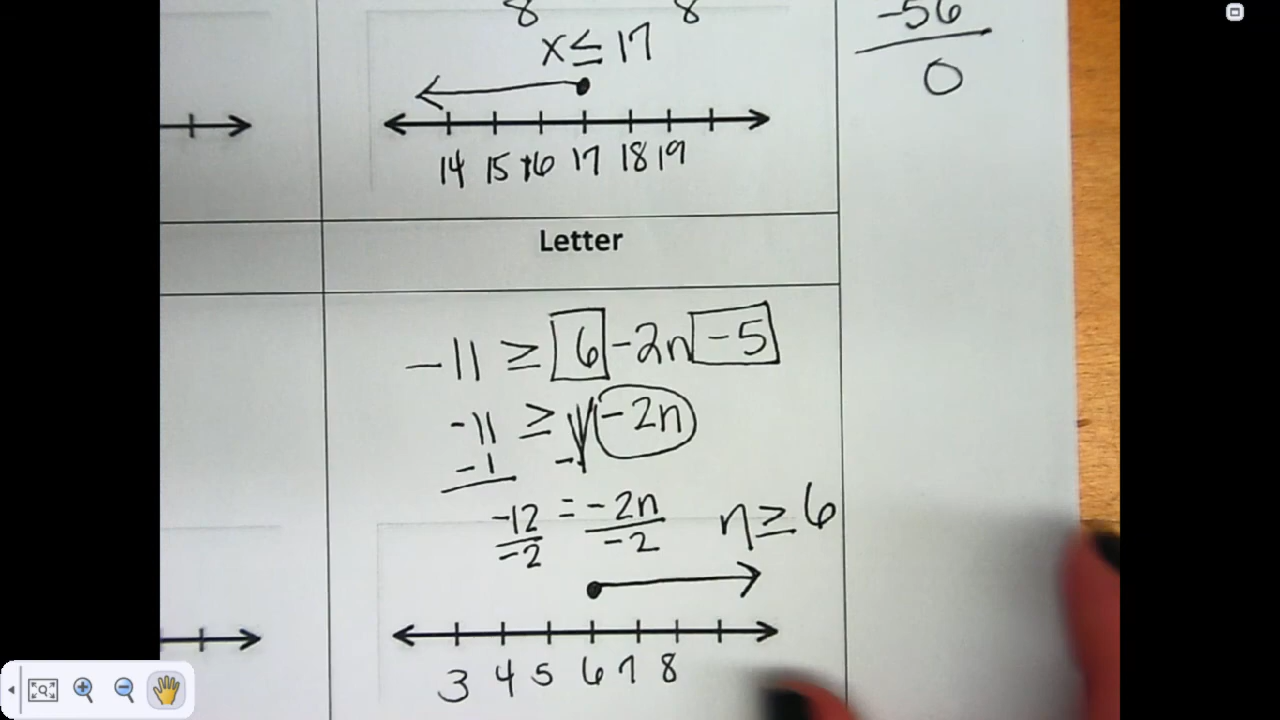 8 8
x ≤ 17
14 15 16 17 18 19
-56
0
Letter
-11 ≥ 6 -2n -5
-11 ≥ 1 -2n
-1 -1
-12 = -2n
-2 -2
n ≥ 6
3 4 5 6 7 8